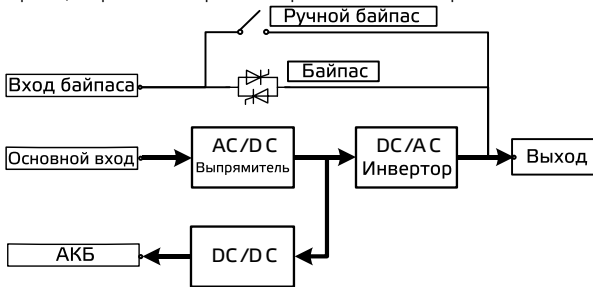 Ручной байпас
Байпас
Вход байпаса
AC/DC
Выпрямитель
DC/AC
Инвертор
Основной вход
Выход
АКБ
DC/DC